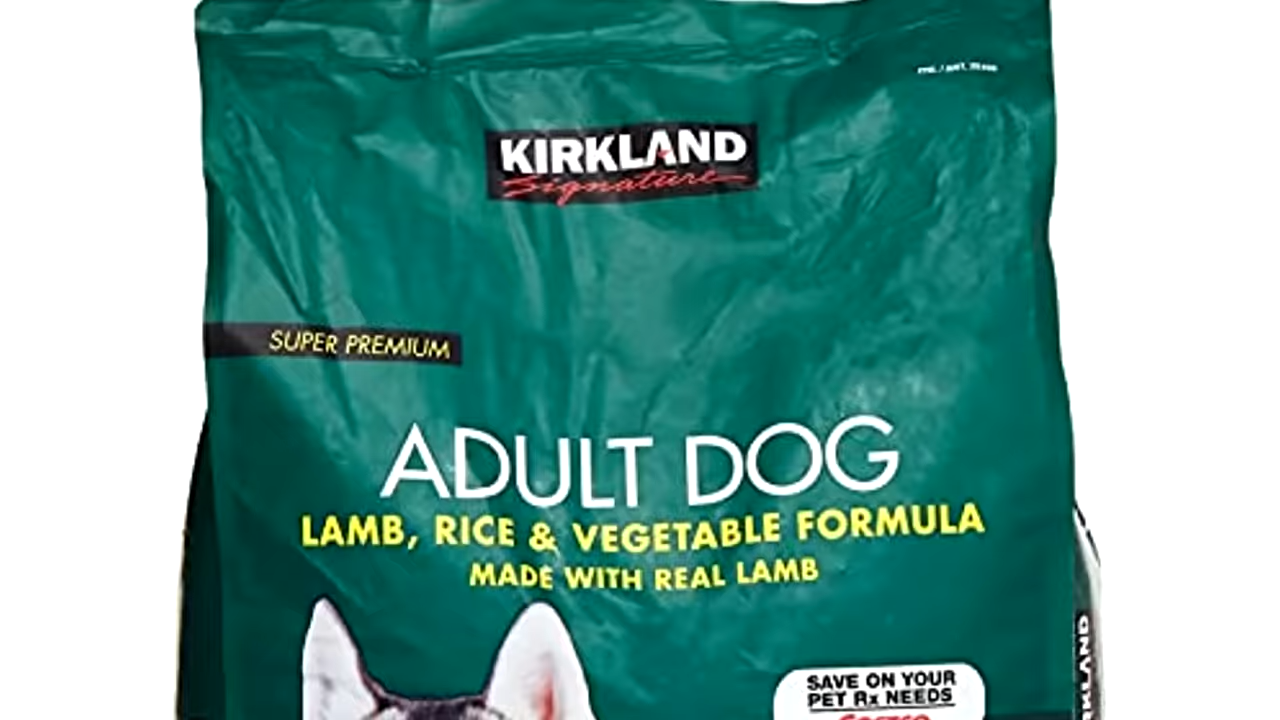 KIRKLAND
Signature
SUPER PREMIUM
ADULT DOG
LAMB, RICE & VEGETABLE FORMULA
MADE WITH REAL LAMB
SAVE ON YOUR
PET Rx NEEDS